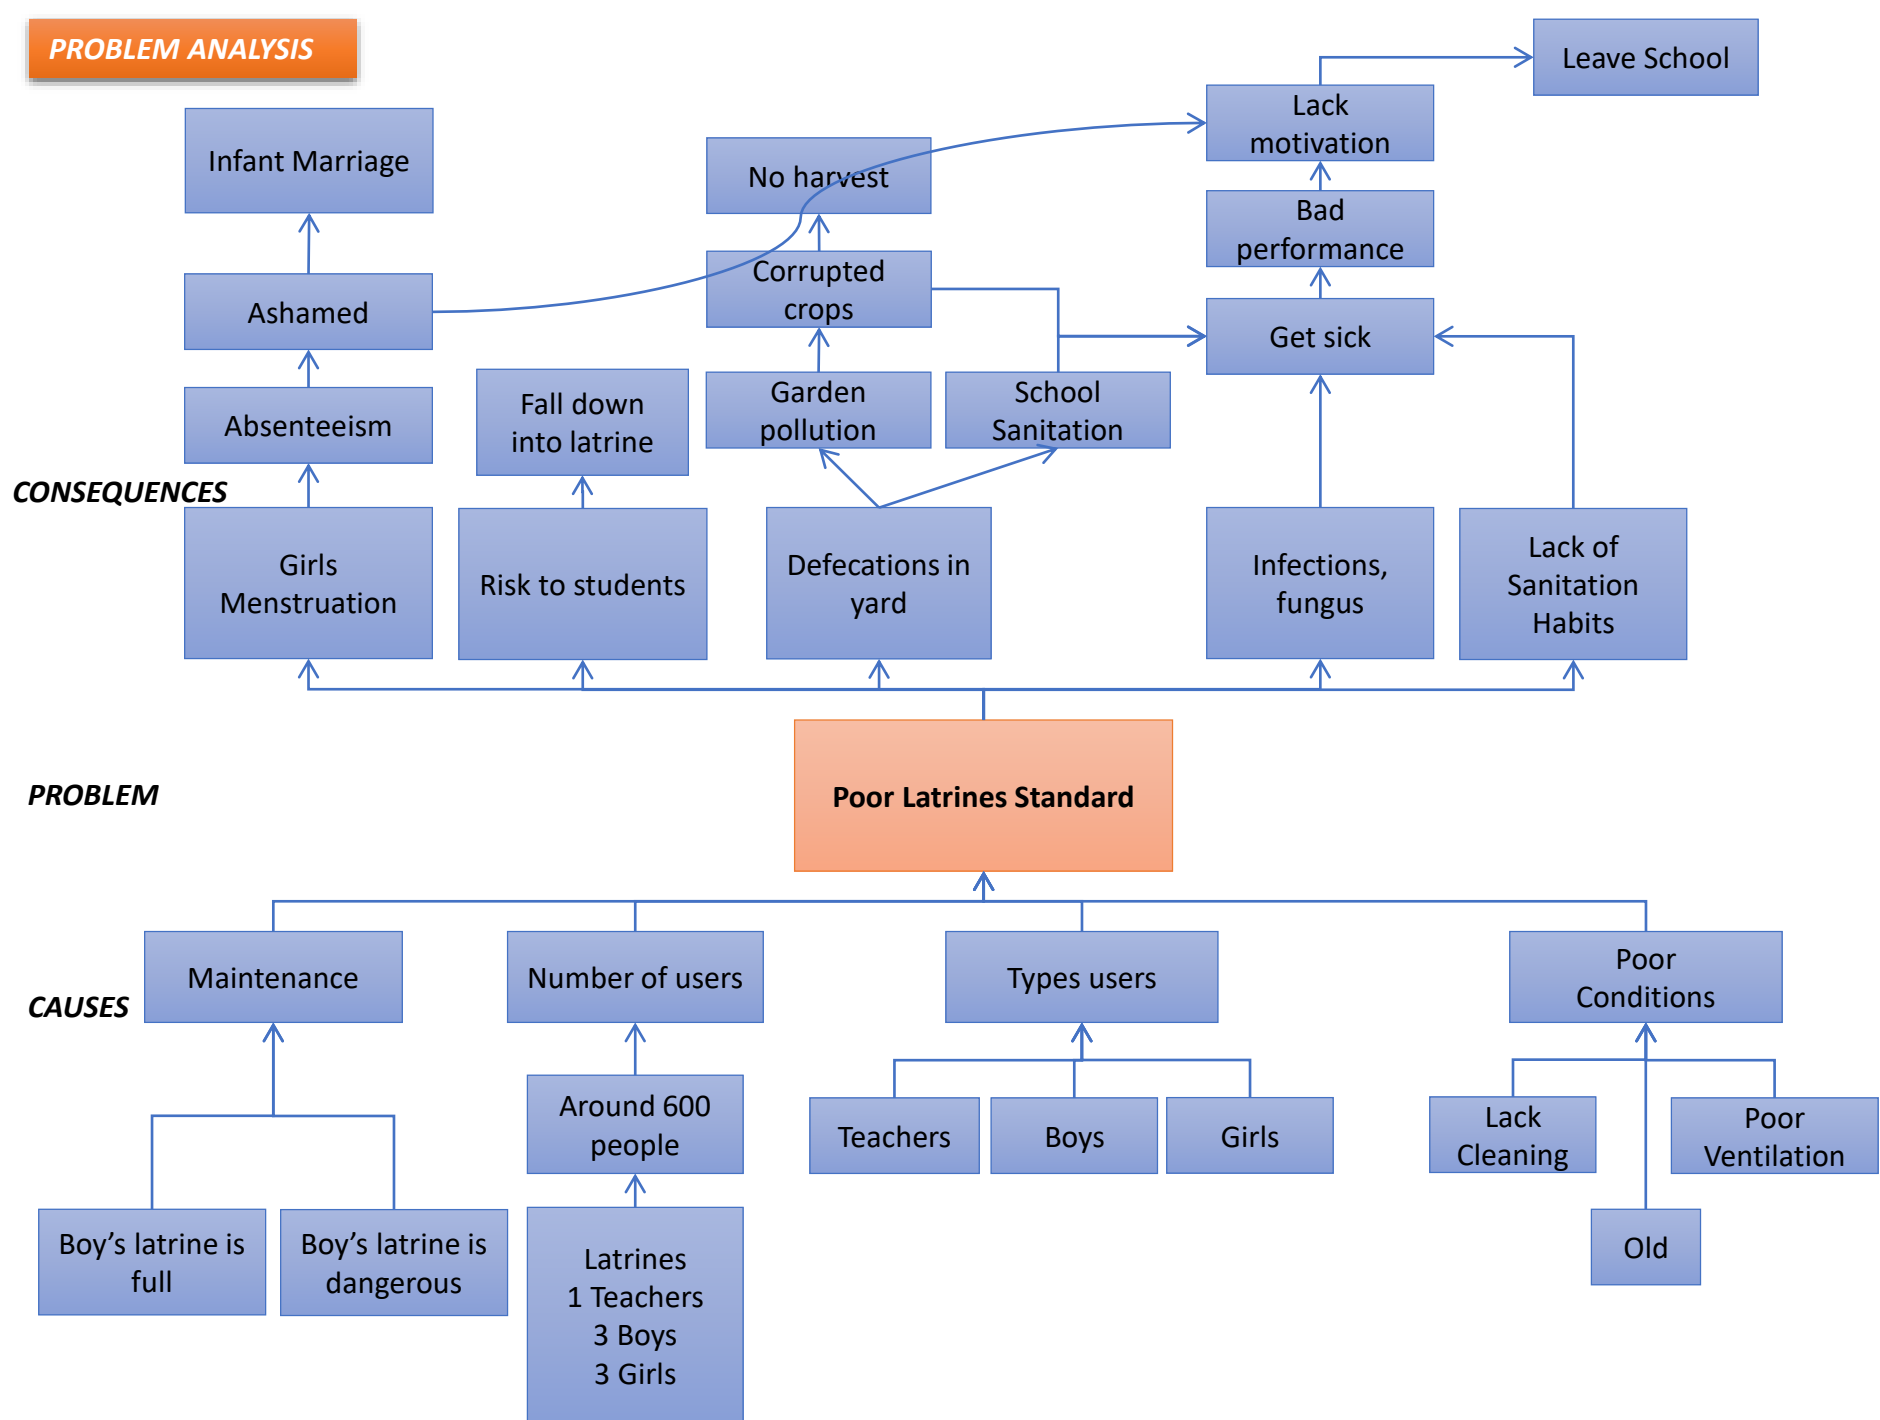 PROBLEM ANALYSIS
Leave School
Lack
motivation
Infant Marriage
No harvest
Bad
performance
Corrupted
crops
Ashamed
Get sick
Absenteeism
Fall down
into latrine
Garden
pollution
School
Sanitation
CONSEQUENCES
Girls
Menstruation
Risk to students
Defecations in
yard
Infections,
fungus
Lack of
Sanitation
Habits
PROBLEM
Poor Latrines Standard
CAUSES
Maintenance
Number of users
Types users
Poor
Conditions
Around 600
people
Teachers
Boys
Girls
Lack
Cleaning
Poor
Ventilation
Boy’s latrine is
full
Boy’s latrine is
dangerous
Latrines
1 Teachers
3 Boys
3 Girls
Old